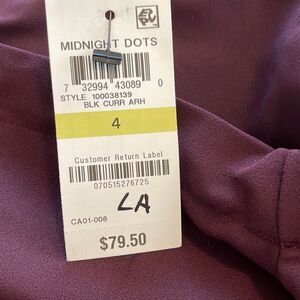 MIDNIGHT DOTS
7 32994 43089 0
STYLE 100038139
BLK CURR ARH
4
Customer Return Label
070515276725
LA
CA01-008
$79.50